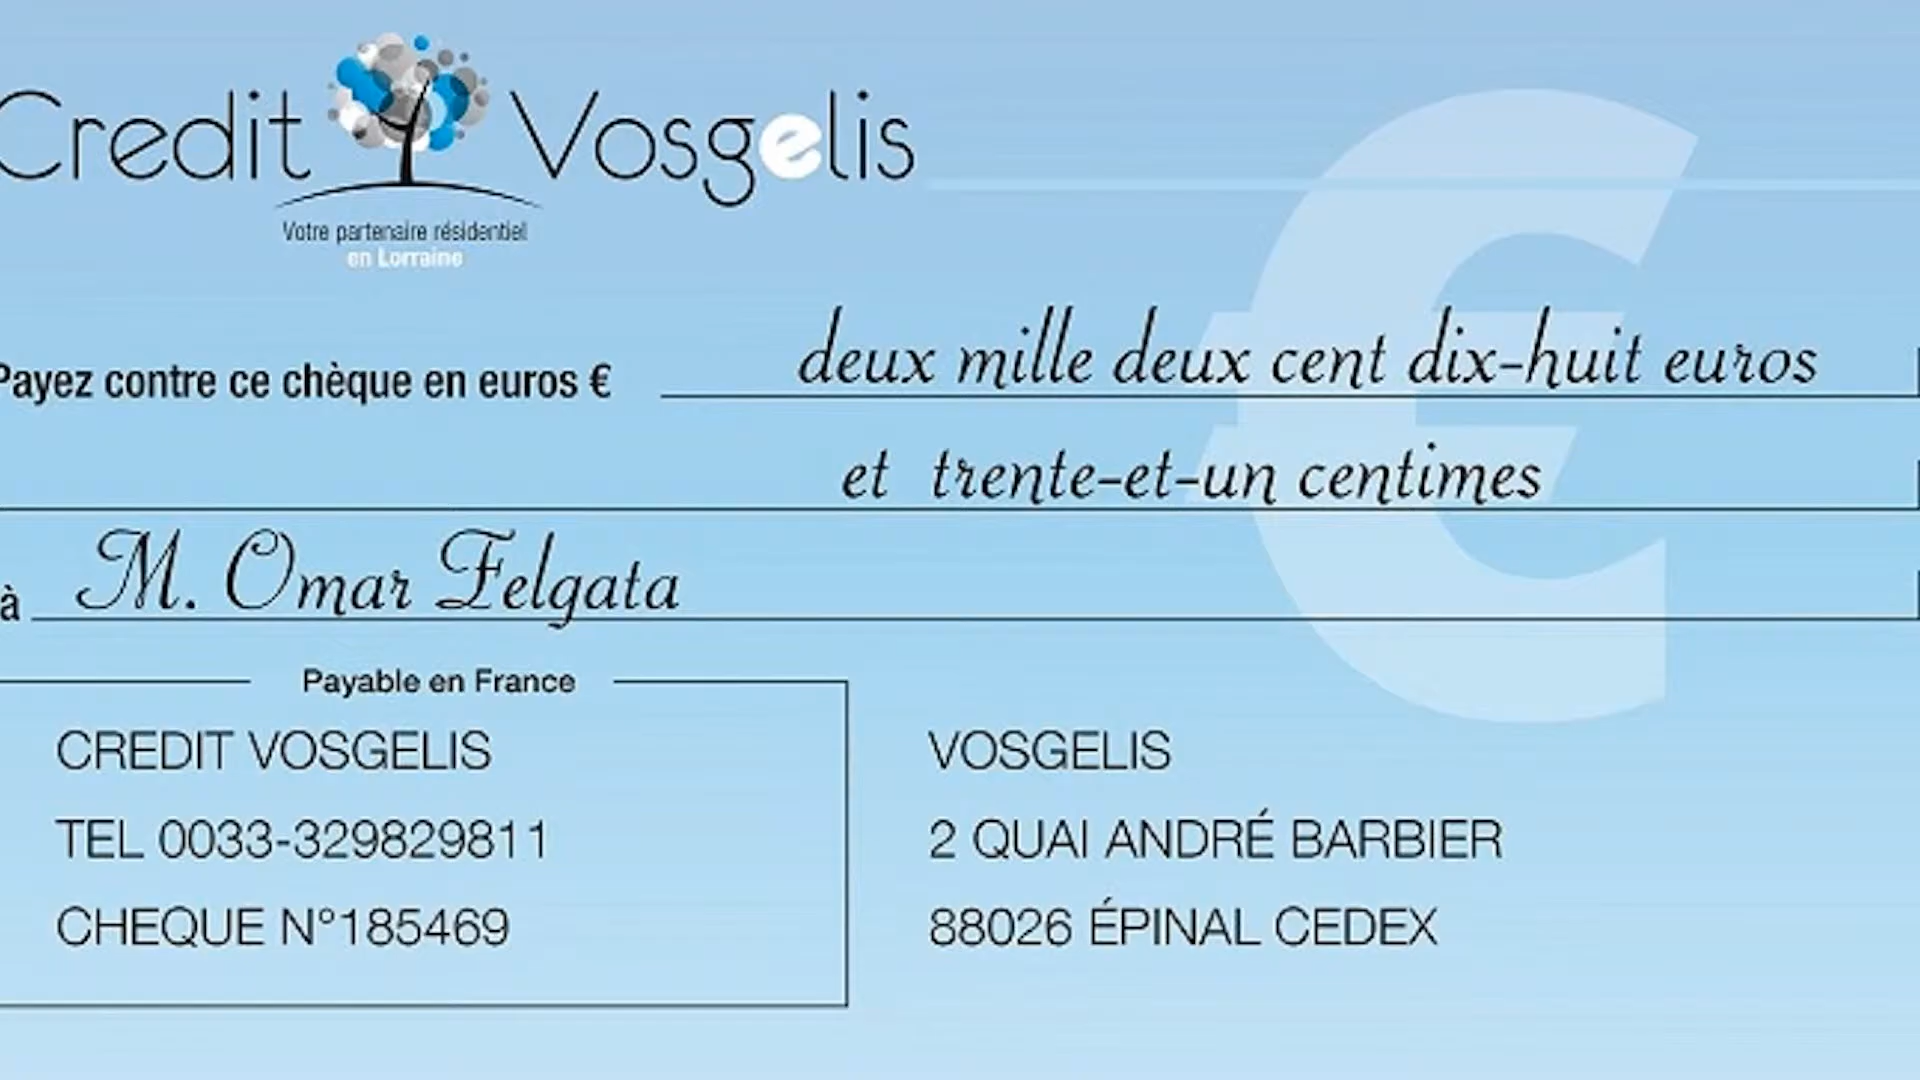 Credit Vosgelis
Votre partenaire résidentiel
en Lorraine
Payez contre ce chèque en euros € deux mille deux cent dix-huit euros
et trente-et-un centimes
à M. Omar Felgata
Payable en France
CREDIT VOSGELIS
TEL 0033-329829811
CHEQUE N°185469
VOSGELIS
2 QUAI ANDRÉ BARBIER
88026 ÉPINAL CEDEX
€